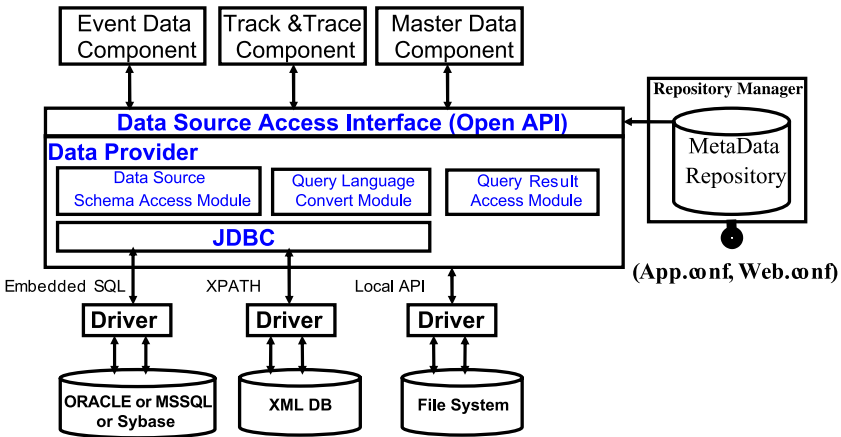 Event Data
Component
Track &Trace
Component
Master Data
Component
Repository Manager
MetaData
Repository
(App.conf, Web.conf)
Data Source Access Interface (Open API)
Data Provider
Data Source
Schema Access Module
Query Language
Convert Module
Query Result
Access Module
JDBC
Embedded SQL
XPATH
Local API
Driver
Driver
Driver
ORACLE or MSSQL
or Sybase
XML DB
File System